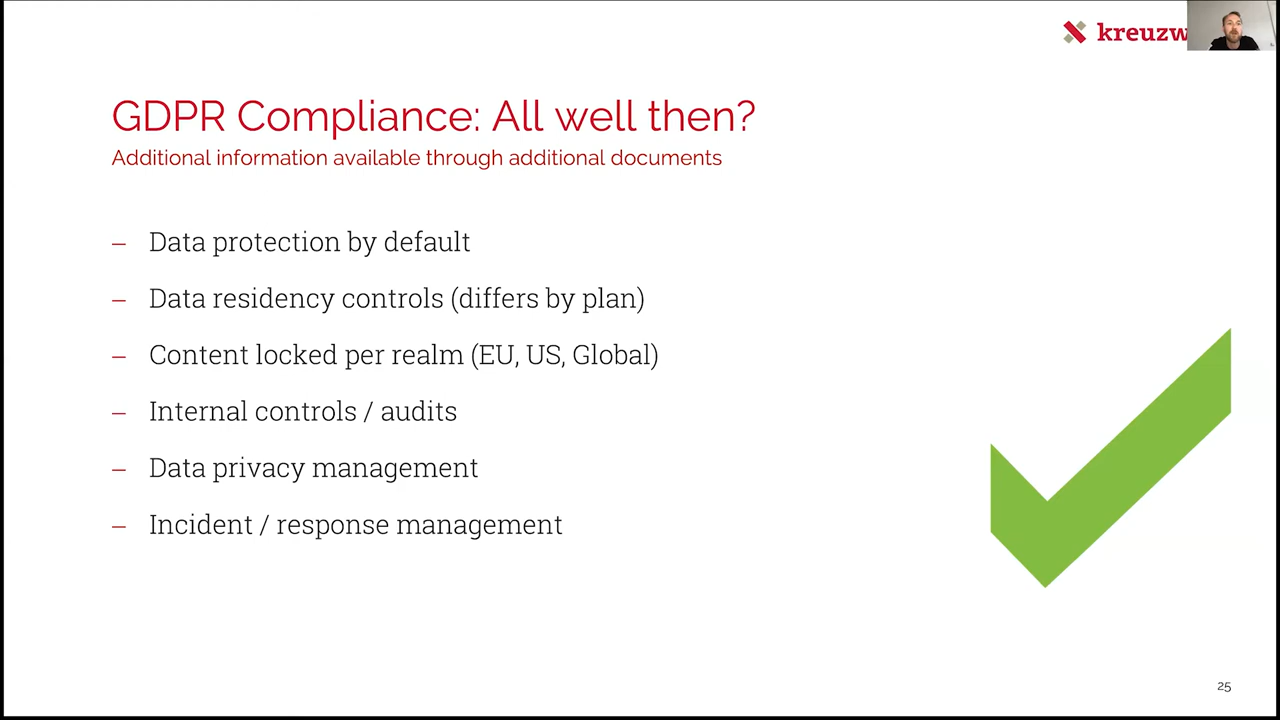 kreuzw
GDPR Compliance: All well then?
Additional information available through additional documents
– Data protection by default
– Data residency controls (differs by plan)
– Content locked per realm (EU, US, Global)
– Internal controls / audits
– Data privacy management
– Incident / response management
25